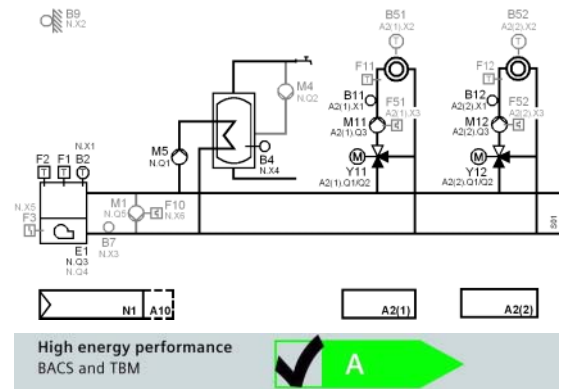 B9
N.X2
B51
A2(1).X2
T
B52
A2(2).X2
T
F11
T
F12
T
M4
N.Q2
B11
A2(1).X1
F51
A2(1).X3
B12
A2(2).X1
F52
A2(2).X3
M11
A2(1).Q3
M12
A2(2).Q3
M5
N.Q1
B4
N.X4
M
Y11
A2(1).Q1/Q2
M
Y12
A2(2).Q1/Q2
N.X1
F2 F1 B2
T T T
N.X5
F3
M1
N.Q5
F10
N.X6
B7
N.X3
E1
N.Q3
N.Q4
S01
N1 A10
A2(1)
A2(2)
High energy performance
BACS and TBM
A